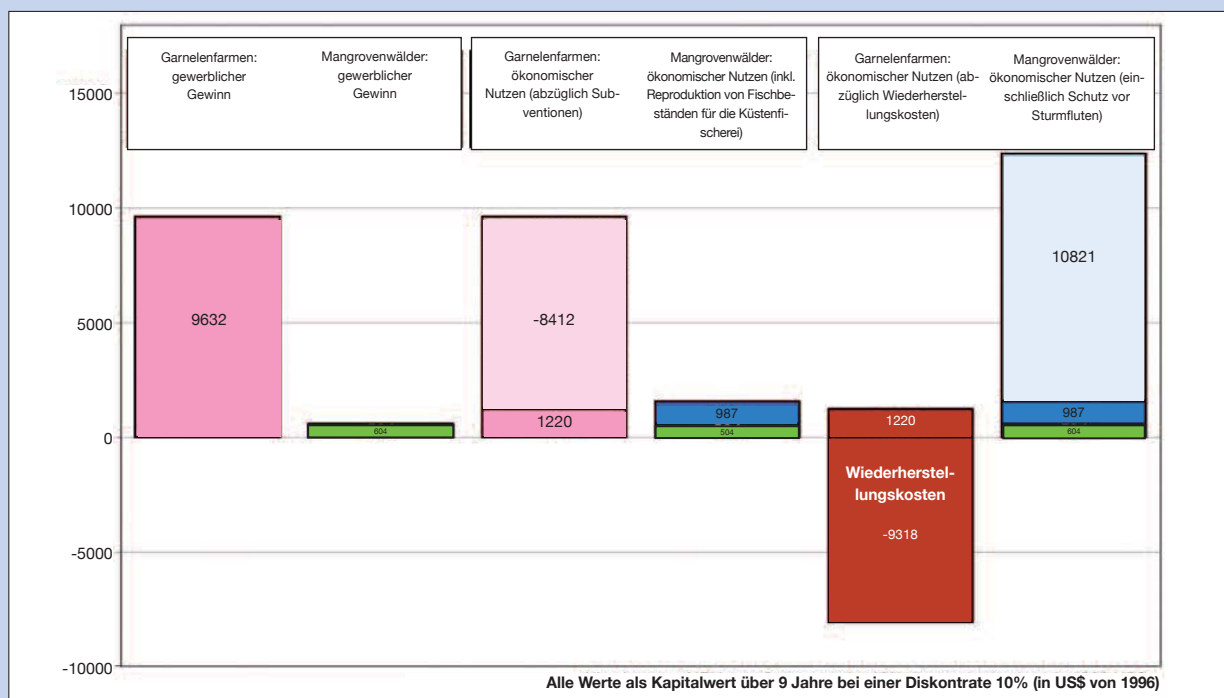 Garnelenfarmen:
gewerblicher
Gewinn
Mangrovenwälder:
gewerblicher
Gewinn
Garnelenfarmen:
ökonomischer
Nutzen (abzüglich Sub-
ventionen)
Mangrovenwälder:
ökonomischer Nutzen (inkl.
Reproduktion von Fischbe-
ständen für die Küstenfi-
scherei)
Garnelenfarmen:
ökonomischer Nutzen (ab-
züglich Wiederherstel-
lungskosten)
Mangrovenwälder:
ökonomischer Nutzen (ein-
schließlich Schutz vor
Sturmfluten)
15000
10000
5000
0
-5000
-10000
9632
604
-8412
1220
987
504
1220
Wiederherstel-
lungskosten
-9318
10821
987
604
Alle Werte als Kapitalwert über 9 Jahre bei einer Diskontrate 10% (in US$ von 1996)